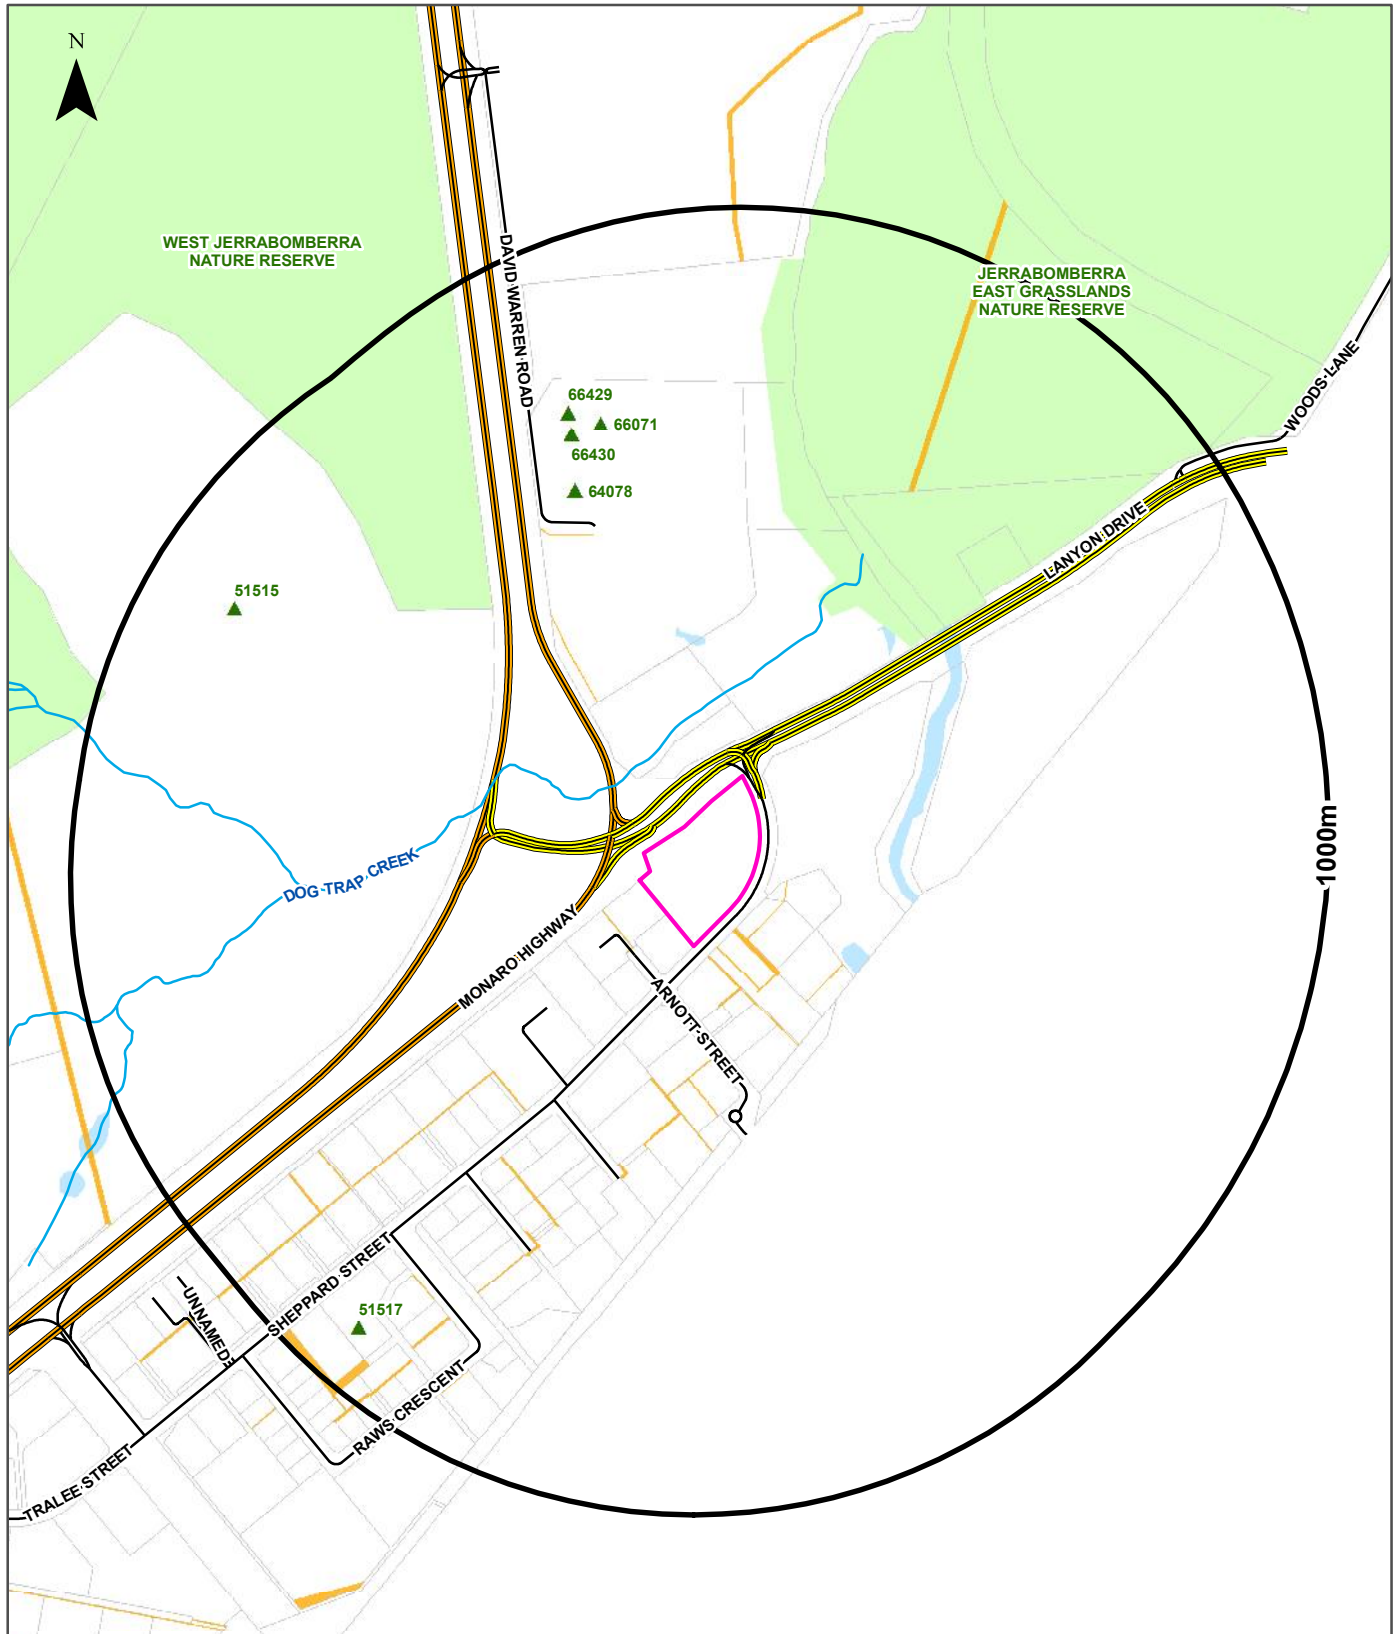 N
WEST JERRABOMBERRA
NATURE RESERVE
DAVID WARREN ROAD
JERRABOMBERRA
EAST GRASSLANDS
NATURE RESERVE
WOODS LANE
66429
66071
66430
64078
LANYON DRIVE
51515
1000m
DOG TRAP CREEK
MONARO HIGHWAY
ARNOTT STREET
SHEPPARD STREET
UNNAMED
51517
RAWS CRESCENT
TRALEE STREET